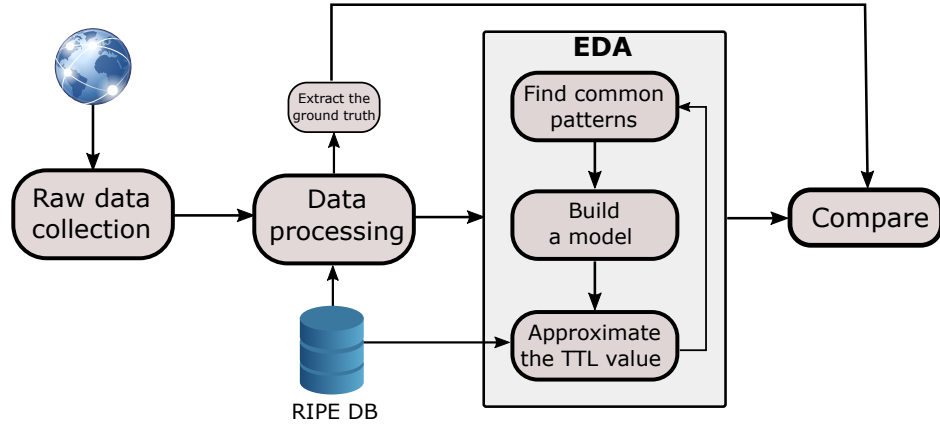 EDA
Extract the
ground truth
Find common
patterns
Raw data
collection
Data
processing
Build
a model
Compare
Approximate
the TTL value
RIPE DB